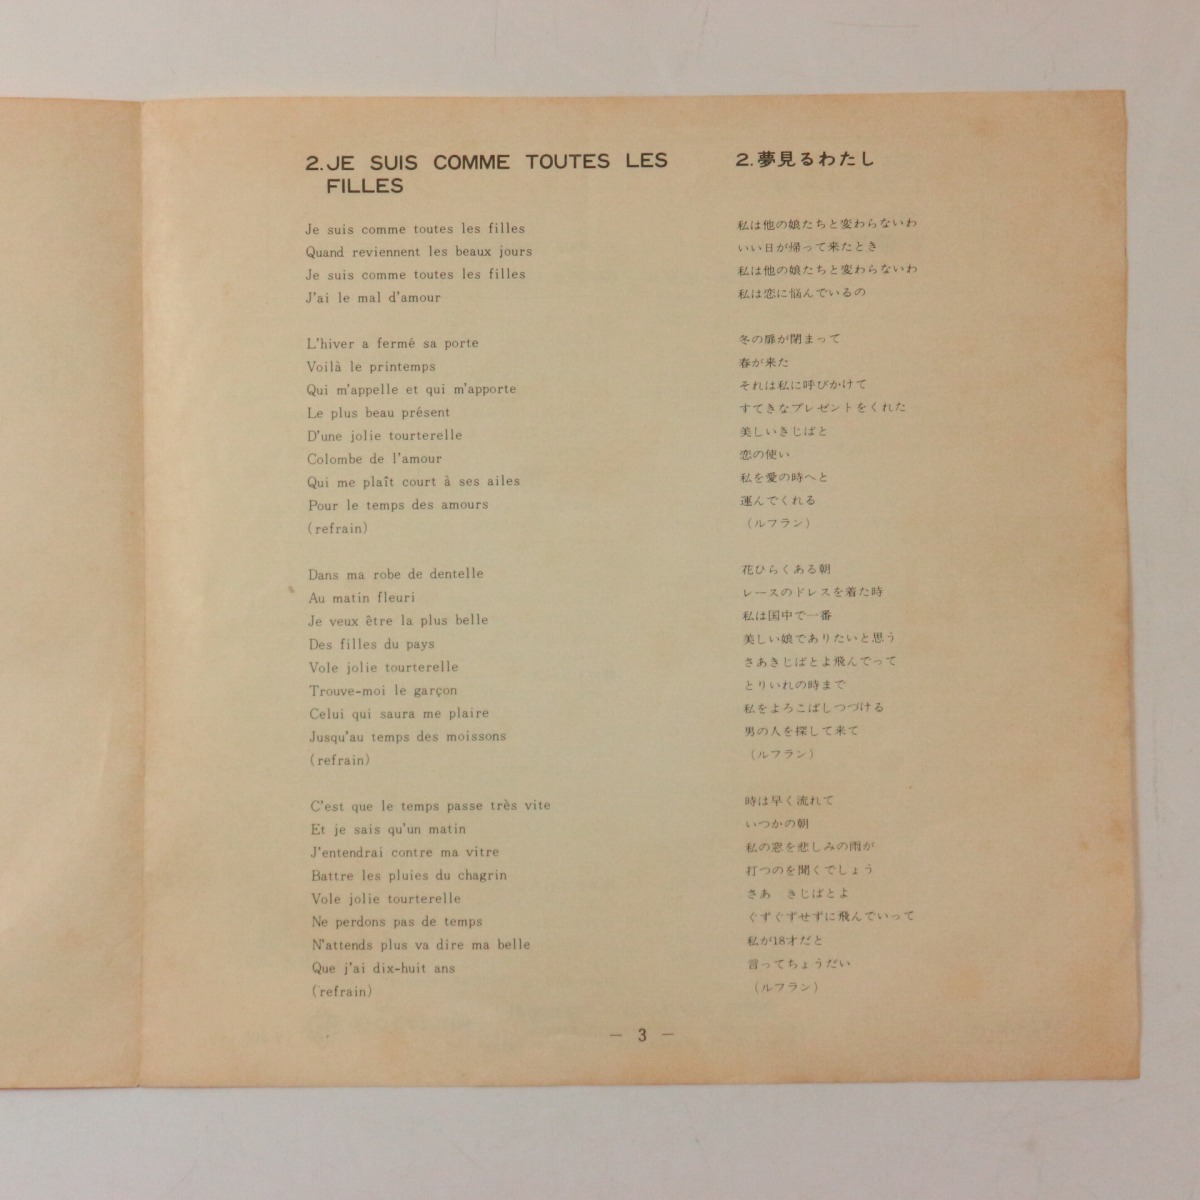 2.JE SUIS COMME TOUTES LES
FILLES
Je suis comme toutes les filles
Quand reviennent les beaux jours
Je suis comme toutes les filles
J'ai le mal d'amour
L'hiver a fermé sa porte
Voilà le printemps
Qui m'appelle et qui m'apporte
Le plus beau présent
D'une jolie tourterelle
Colombe de l'amour
Qui me plaît court à ses ailes
Pour le temps des amours
(refrain)
Dans ma robe de dentelle
Au matin fleuri
Je veux être la plus belle
Des filles du pays
Vole jolie tourterelle
Trouve-moi le garçon
Celui qui saura me plaire
Jusqu'au temps des moissons
(refrain)
C'est que le temps passe très vite
Et je sais qu'un matin
J'entendrai contre ma vitre
Battre les pluies du chagrin
Vole jolie tourterelle
Ne perdons pas de temps
N'attends plus va dire ma belle
Que j'ai dix-huit ans
(refrain)
2.夢見るわたし
私は他の娘たちと変わらないわ
いい日が帰って来たとき
私は他の娘たちと変わらないわ
私は恋に悩んでいるの
冬の扉が閉まって
春が来た
それは私に呼びかけて
すてきなプレゼントをくれた
美しいきじばと
恋の使い
私を愛の時へと
運んでくれる
(ルフラン)
花ひらくある朝
レースのドレスを着た時
私は国中で一番
美しい娘でありたいと思う
さあきじばとよ飛んでって
とりいれの時まで
私をよろこばしつづける
男の人を探して来て
(ルフラン)
時は早く流れて
いつかの朝
私の窓を悲しみの雨が
打つのを聞くでしょう
さあ　きじばとよ
ぐずぐずせずに飛んでいって
私が18才だと
言ってちょうだい
(ルフラン)
— 3 —